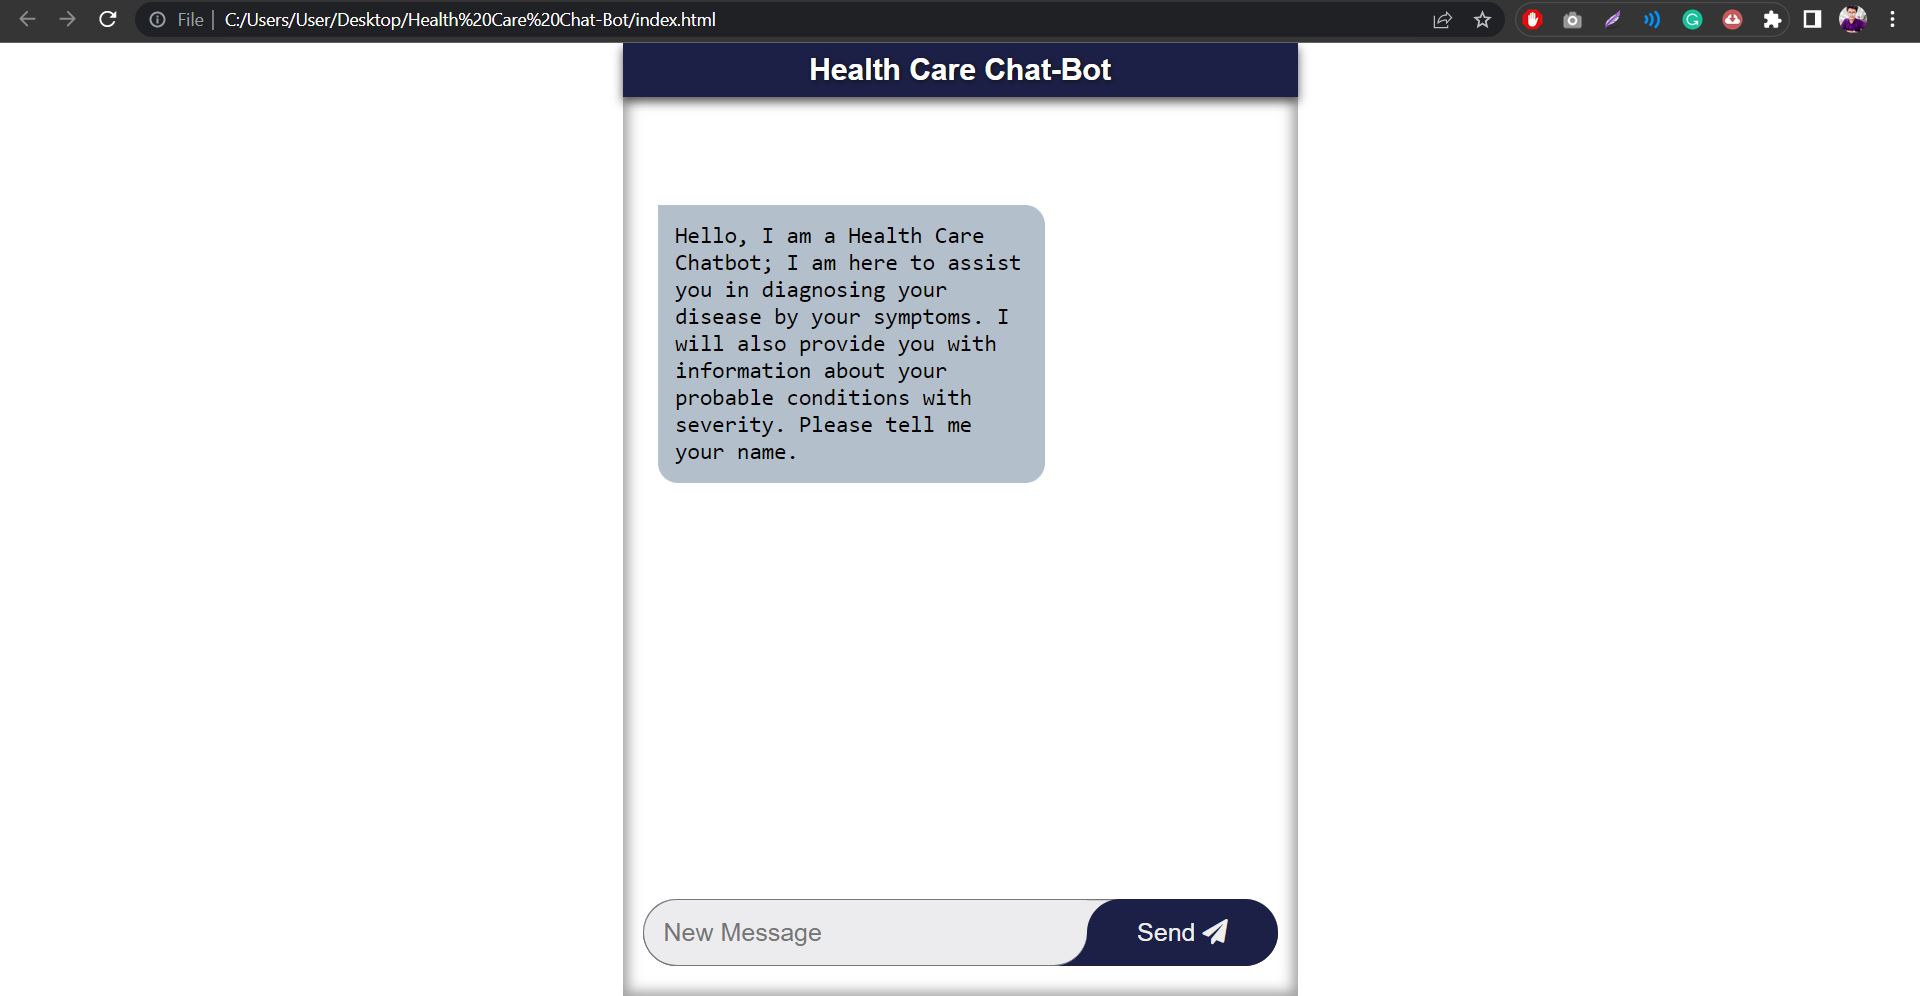 File | C:/Users/User/Desktop/Health%20Care%20Chat-Bot/index.html
Health Care Chat-Bot
Hello, I am a Health Care
Chatbot; I am here to assist
you in diagnosing your
disease by your symptoms. I
will also provide you with
information about your
probable conditions with
severity. Please tell me
your name.
New Message
Send